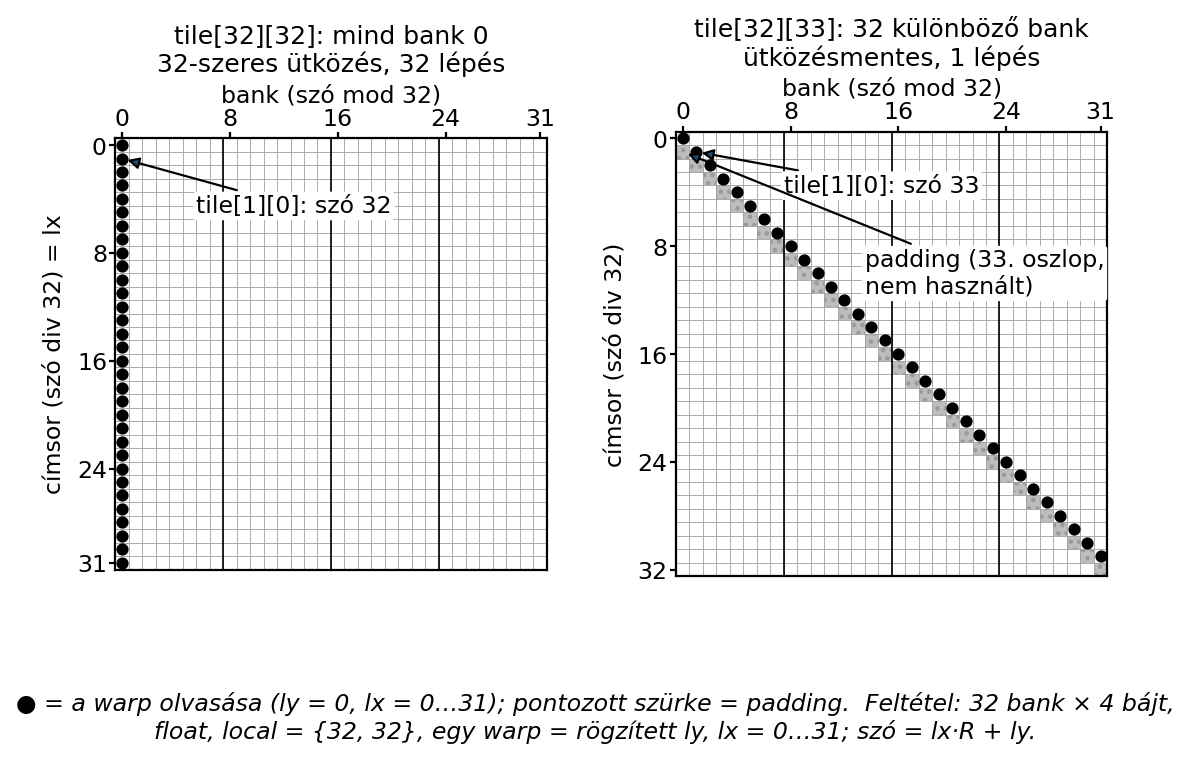 tile[32][32]: mind bank 0
32-szeres ütközés, 32 lépés
bank (szó mod 32)
0 8 16 24 31
0
8
16
24
31
címsor (szó div 32) = lx
tile[1][0]: szó 32
tile[32][33]: 32 különböző bank
ütközésmentes, 1 lépés
bank (szó mod 32)
0 8 16 24 31
0
8
16
24
32
címsor (szó div 32)
tile[1][0]: szó 33
padding (33. oszlop,
nem használt)
● = a warp olvasása (ly = 0, lx = 0…31); pontozott szürke = padding.  Feltétel: 32 bank × 4 bájt,
float, local = {32, 32}, egy warp = rögzített ly, lx = 0…31; szó = lx·R + ly.